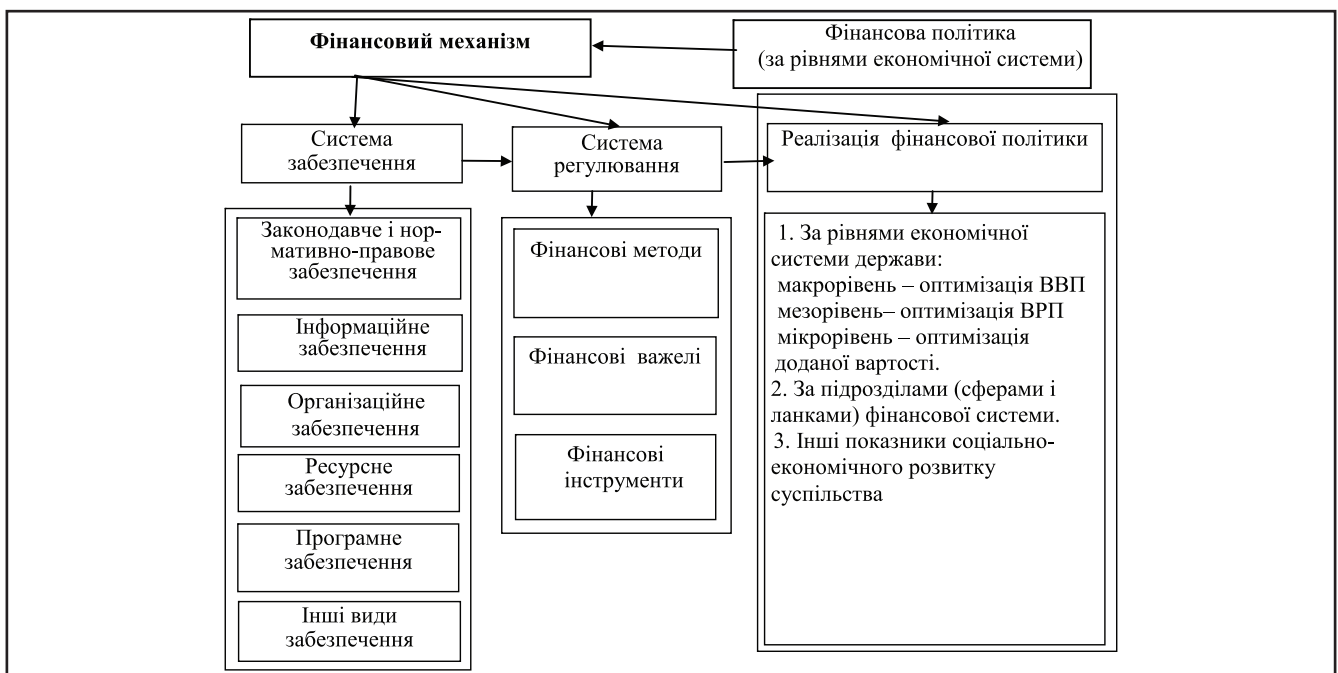 Фінансовий механізм
Фінансова політика
(за рівнями економічної системи)
Система
забезпечення
Система
регулювання
Реалізація фінансової політики
Законодавче і нор-
мативно-правове
забезпечення
Інформаційне
забезпечення
Організаційне
забезпечення
Ресурсне
забезпечення
Програмне
забезпечення
Інші види
забезпечення
Фінансові методи
Фінансові важелі
Фінансові
інструменти
1. За рівнями економічної
системи держави:
макрорівень – оптимізація ВВП
мезорівень– оптимізація ВРП
мікрорівень – оптимізація
доданої вартості.
2. За підрозділами (сферами і
ланками) фінансової системи.
3. Інші показники соціально-
економічного розвитку
суспільства